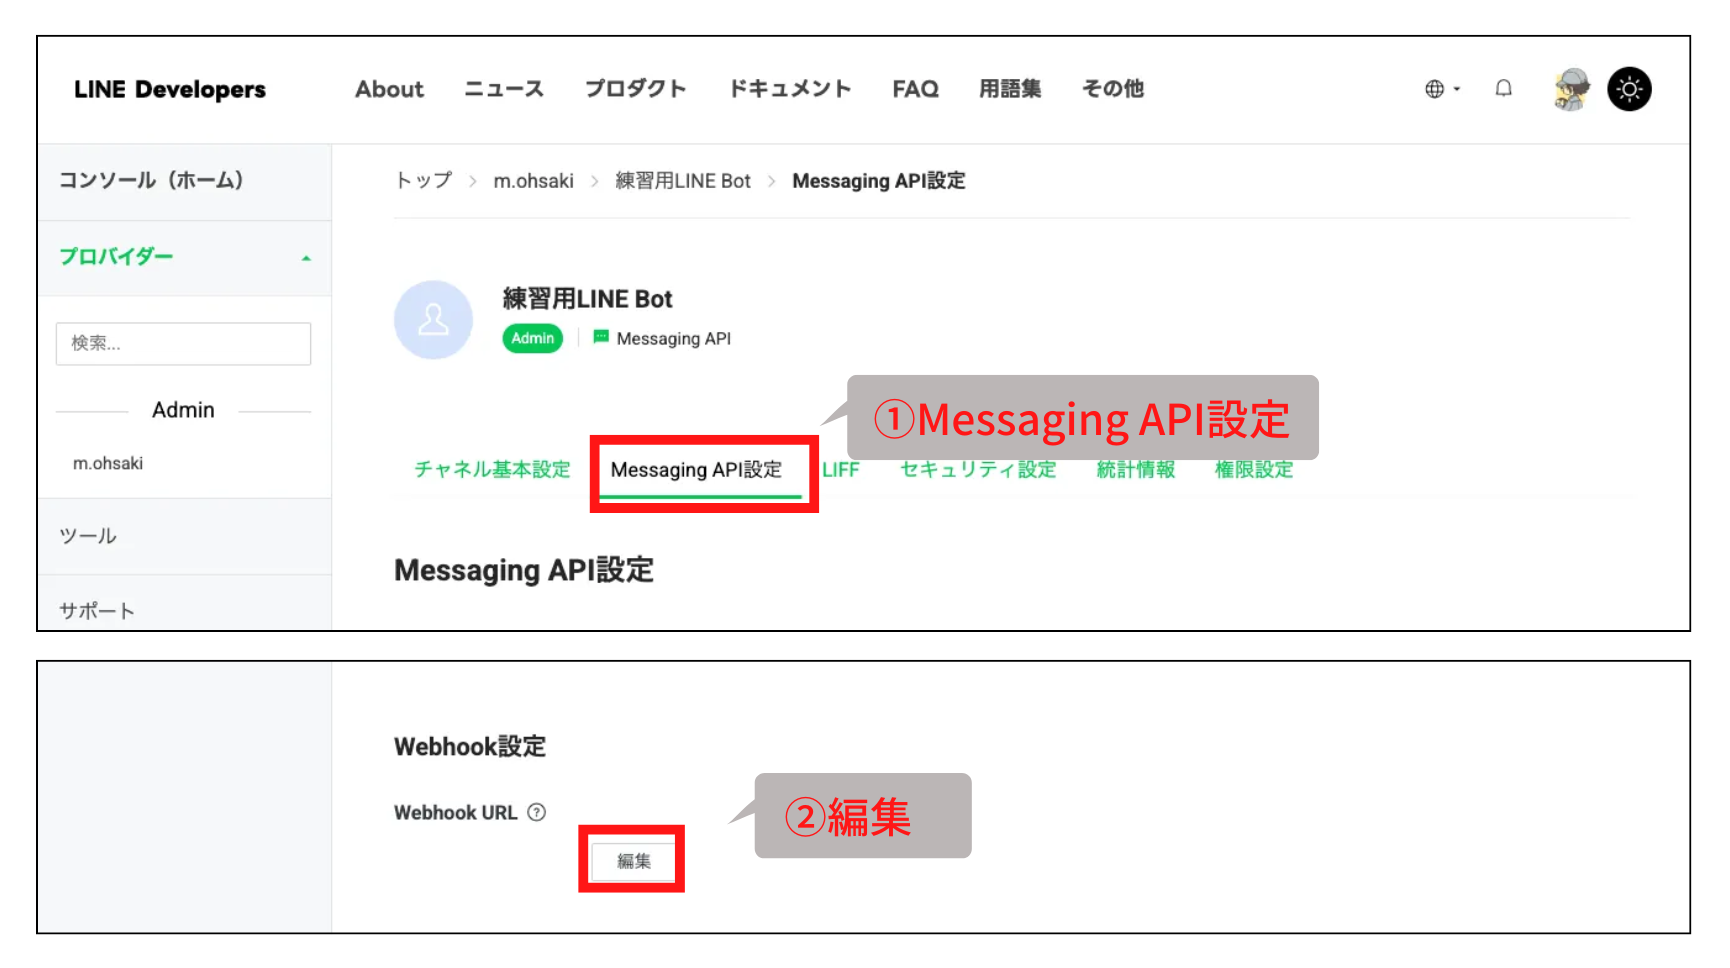 LINE Developers About ニュース プロダクト ドキュメント FAQ 用語集 その他
コンソール（ホーム）
トップ > m.ohsaki > 練習用LINE Bot > Messaging API設定
プロバイダー
検索...
Admin
m.ohsaki
ツール
サポート
練習用LINE Bot
Admin Messaging API
①Messaging API設定
チャネル基本設定 Messaging API設定 LIFF セキュリティ設定 統計情報 権限設定
Messaging API設定
Webhook設定
Webhook URL ?
②編集
編集